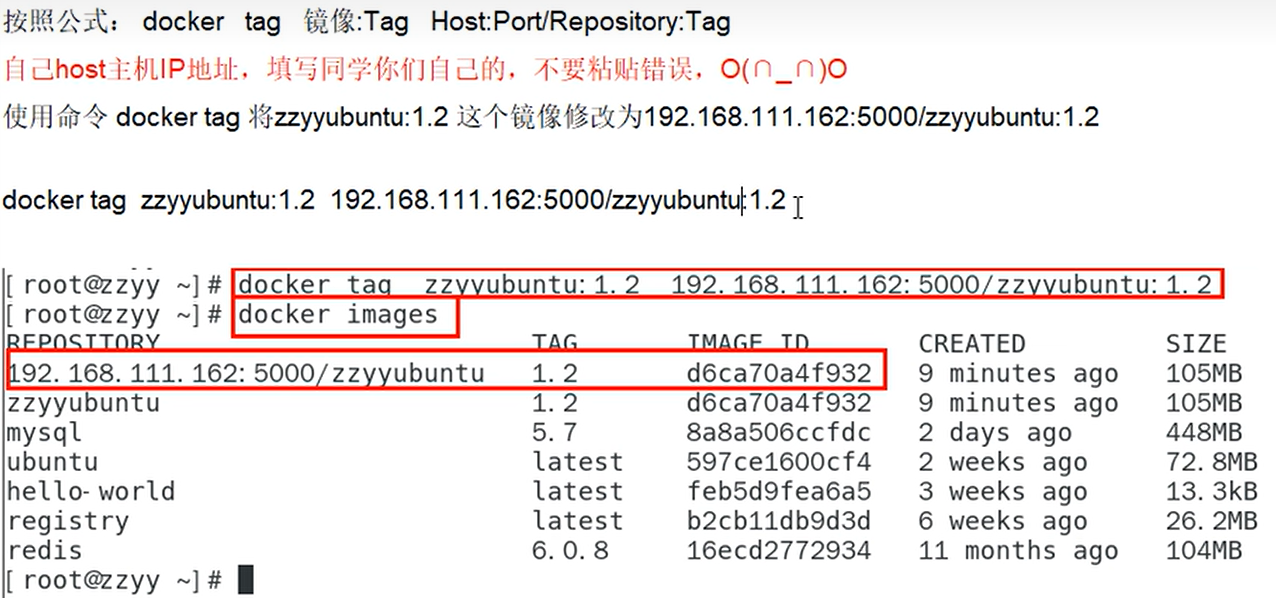 按照公式： docker tag 镜像:Tag Host:Port/Repository:Tag
自己host主机IP地址，填写同学你们自己的，不要粘贴错误，O(∩_∩)O
使用命令 docker tag 将zzyyubuntu:1.2 这个镜像修改为192.168.111.162:5000/zzyyubuntu:1.2
docker tag zzyyubuntu:1.2 192.168.111.162:5000/zzyyubuntu:1.2
[root@zzyy ~]# docker tag zzyyubuntu:1.2 192.168.111.162:5000/zzyyubuntu:1.2
[root@zzyy ~]# docker images
REPOSITORY TAG IMAGE ID CREATED SIZE
192.168.111.162:5000/zzyyubuntu 1.2 d6ca70a4f932 9 minutes ago 105MB
zzyyubuntu 1.2 d6ca70a4f932 9 minutes ago 105MB
mysql 5.7 8a8a506ccfdc 2 days ago 448MB
ubuntu latest 597ce1600cf4 2 weeks ago 72.8MB
hello-world latest feb5d9fea6a5 3 weeks ago 13.3kB
registry latest b2cb11db9d3d 6 weeks ago 26.2MB
redis 6.0.8 16ecd2772934 11 months ago 104MB
[root@zzyy ~]#